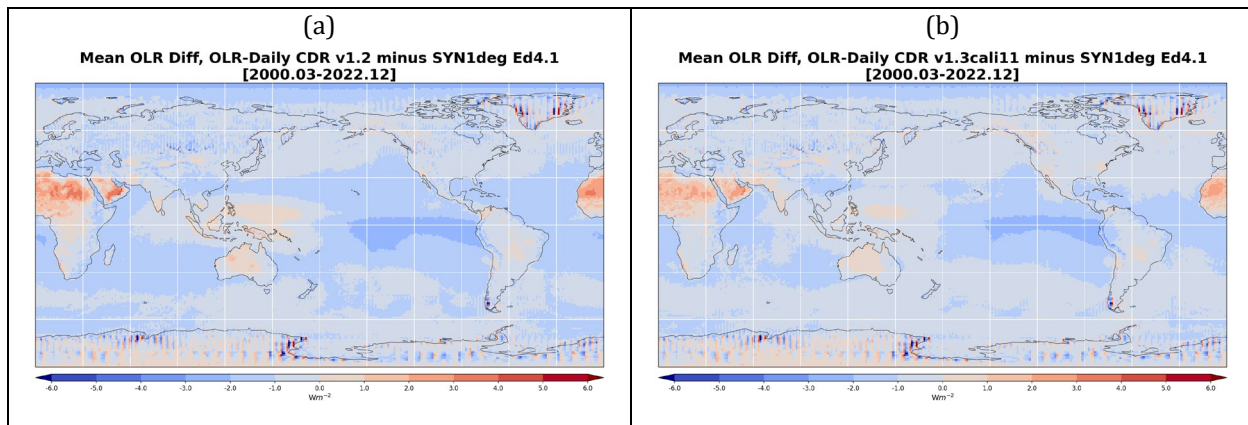 (a)
Mean OLR Diff, OLR-Daily CDR v1.2 minus SYN1deg Ed4.1
[2000.03-2022.12]
-6.0 -5.0 -4.0 -3.0 -2.0 -1.0 0.0 1.0 2.0 3.0 4.0 5.0 6.0
Wm⁻²
(b)
Mean OLR Diff, OLR-Daily CDR v1.3cali11 minus SYN1deg Ed4.1
[2000.03-2022.12]
-6.0 -5.0 -4.0 -3.0 -2.0 -1.0 0.0 1.0 2.0 3.0 4.0 5.0 6.0
Wm⁻²